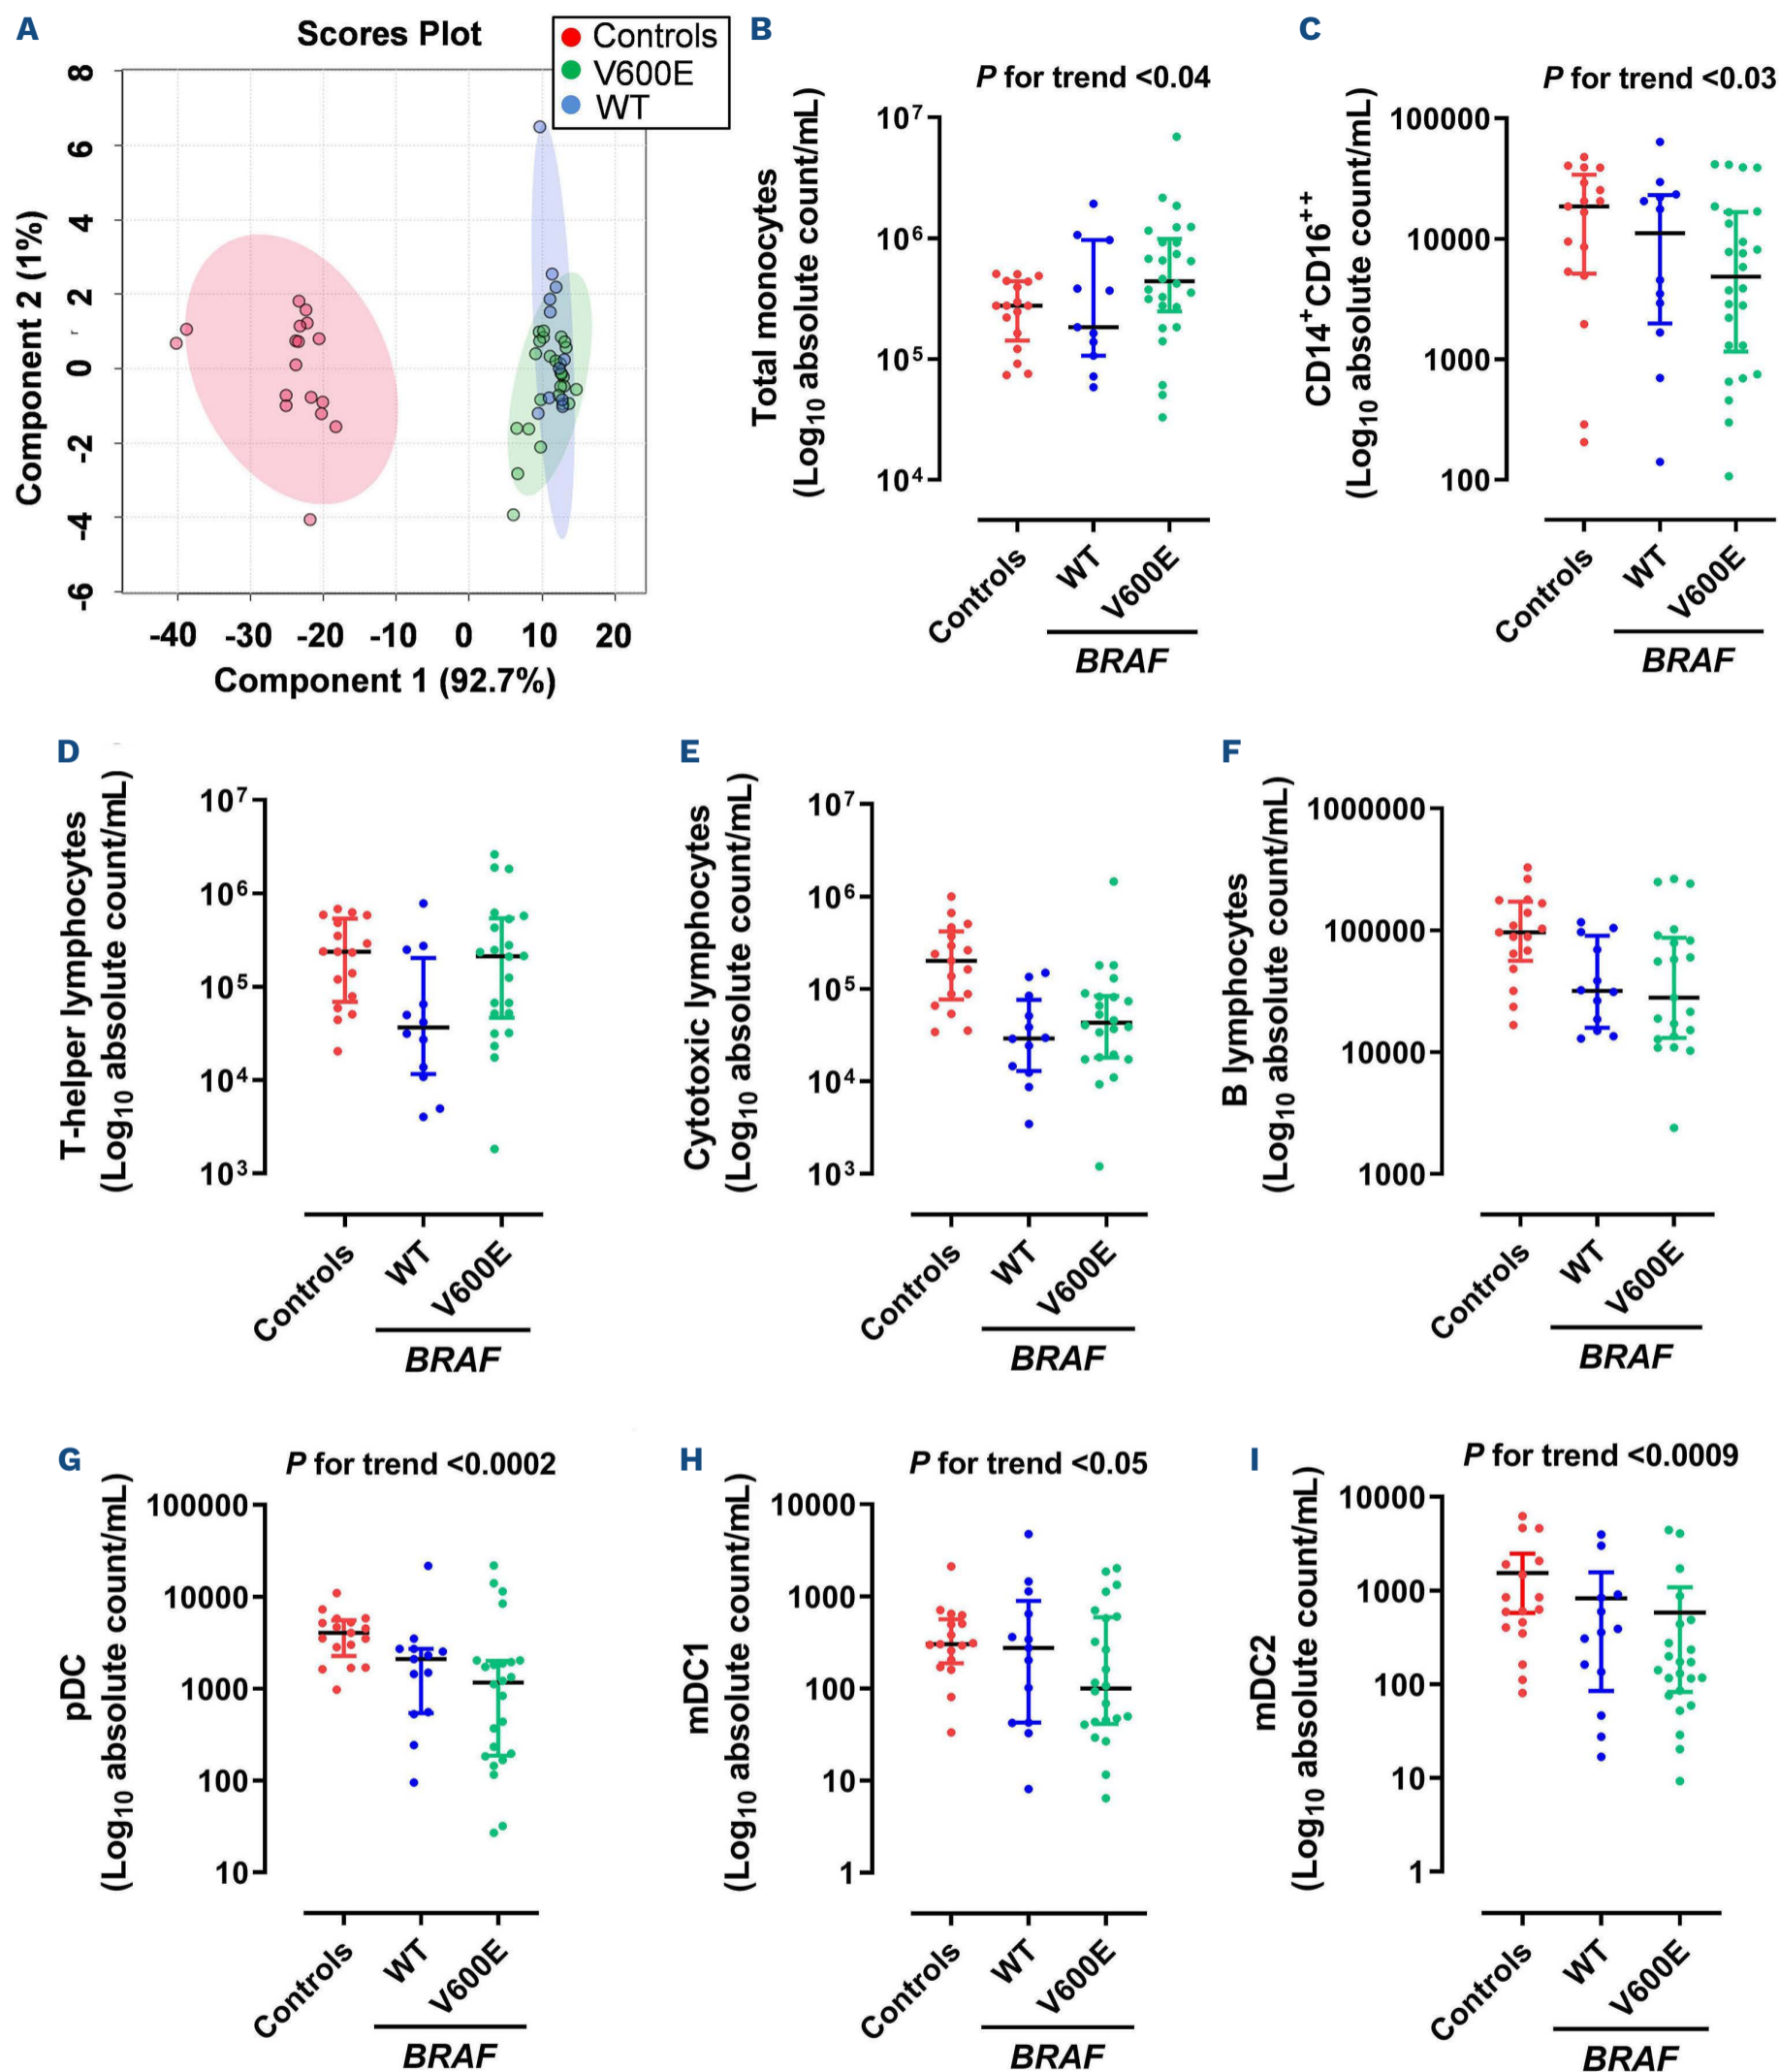 A
Scores Plot
Controls
V600E
WT
Component 2 (1%)
8
6
4
2
0
-2
-4
-6
-40 -30 -20 -10 0 10 20
Component 1 (92.7%)
B
P for trend <0.04
Total monocytes
(Log₁₀ absolute count/mL)
10⁷
10⁶
10⁵
10⁴
Controls WT V600E
BRAF
C
P for trend <0.03
CD14⁺CD16⁺⁺
(Log₁₀ absolute count/mL)
100000
10000
1000
100
Controls WT V600E
BRAF
D
T-helper lymphocytes
(Log₁₀ absolute count/mL)
10⁷
10⁶
10⁵
10⁴
10³
Controls WT V600E
BRAF
E
Cytotoxic lymphocytes
(Log₁₀ absolute count/mL)
10⁷
10⁶
10⁵
10⁴
10³
Controls WT V600E
BRAF
F
B lymphocytes
(Log₁₀ absolute count/mL)
1000000
100000
10000
1000
Controls WT V600E
BRAF
G
P for trend <0.0002
pDC
(Log₁₀ absolute count/mL)
100000
10000
1000
100
10
Controls WT V600E
BRAF
H
P for trend <0.05
mDC1
(Log₁₀ absolute count/mL)
10000
1000
100
10
1
Controls WT V600E
BRAF
I
P for trend <0.0009
mDC2
(Log₁₀ absolute count/mL)
10000
1000
100
10
1
Controls WT V600E
BRAF